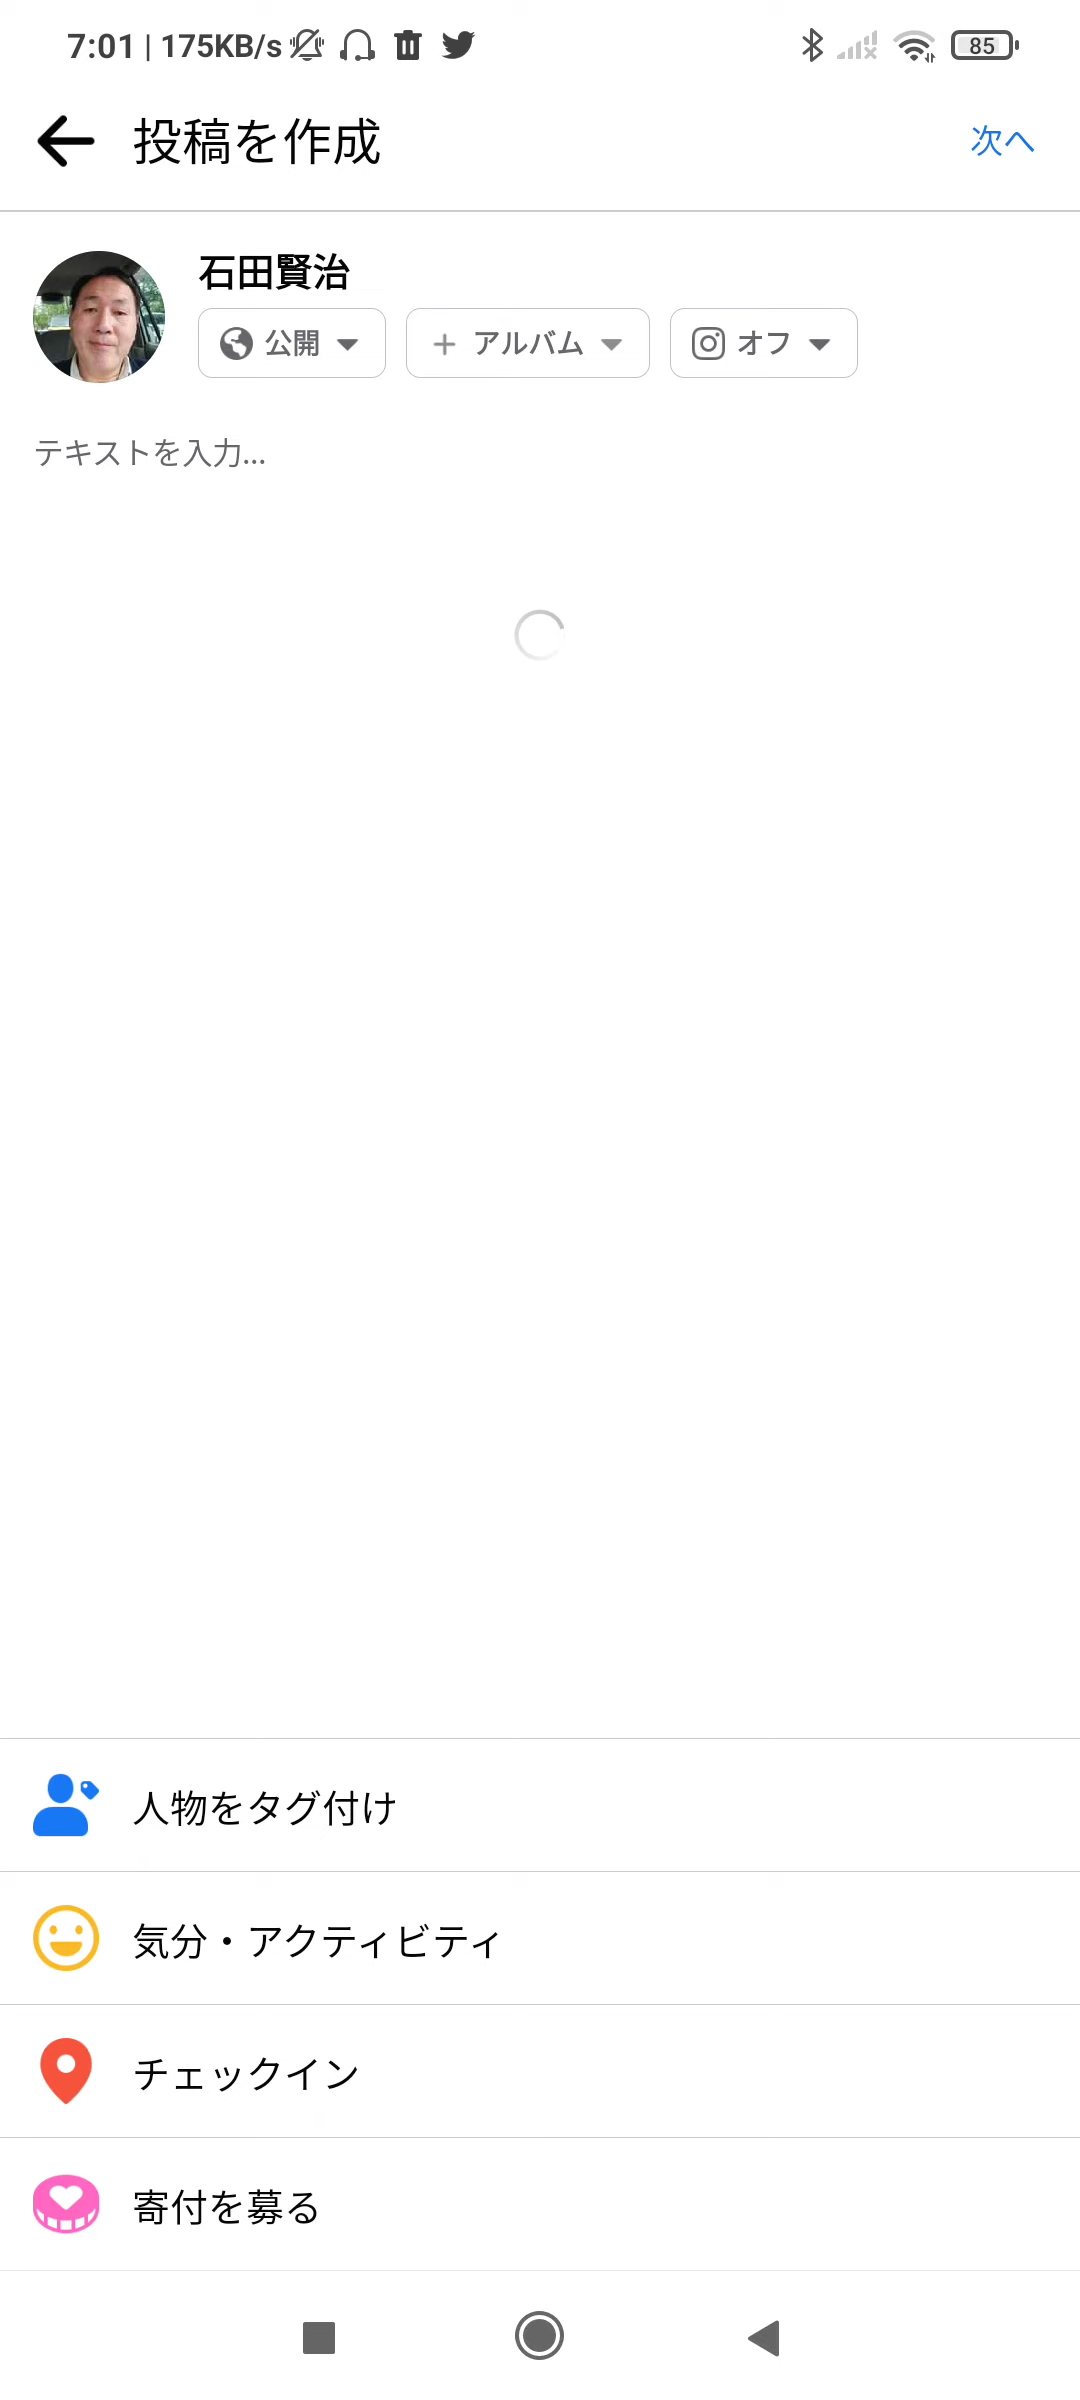 7:01 | 175KB/s 85
投稿を作成 次へ
石田賢治
公開 + アルバム オフ
テキストを入力...
人物をタグ付け
気分・アクティビティ
チェックイン
寄付を募る